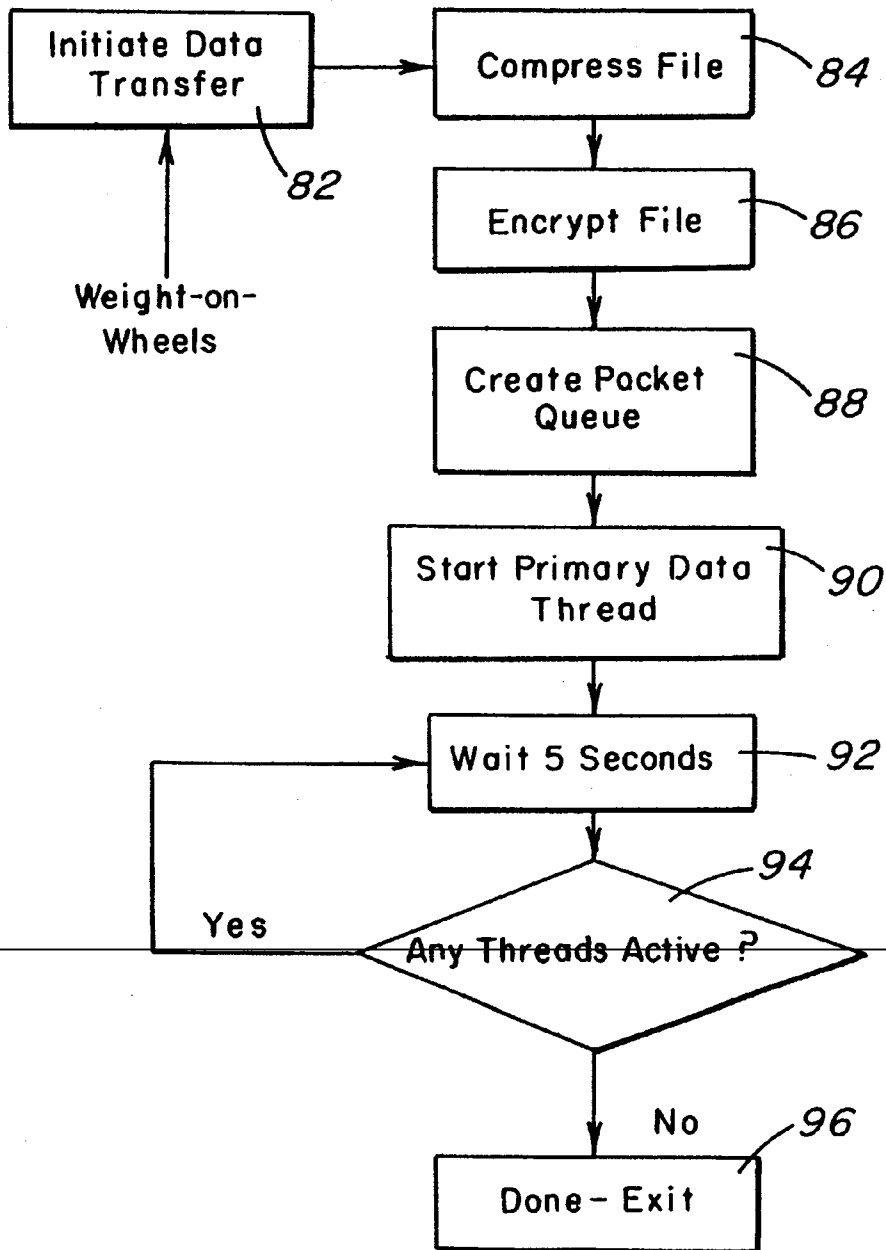 Initiate Data
Transfer
82
Weight-on-
Wheels
Compress File
84
Encrypt File
86
Create Packet
Queue
88
Start Primary Data
Thread
90
Wait 5 Seconds
92
94
Yes
Any Threads Active ?
No
96
Done - Exit